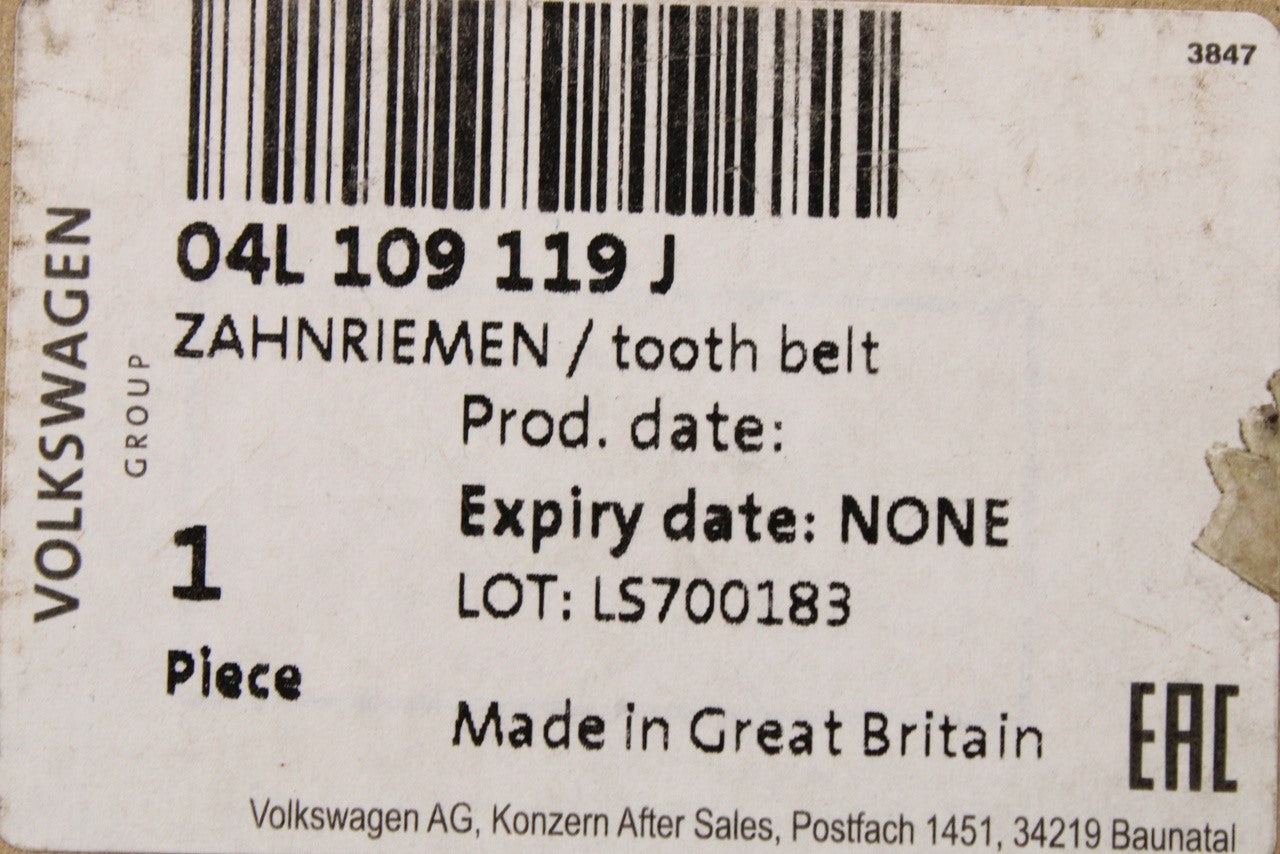 3847
VOLKSWAGEN
GROUP
04L 109 119 J
ZAHNRIEMEN / tooth belt
Prod. date:
Expiry date: NONE
LOT: LS700183
1
Piece
Made in Great Britain
EAC
Volkswagen AG, Konzern After Sales, Postfach 1451, 34219 Baunatal